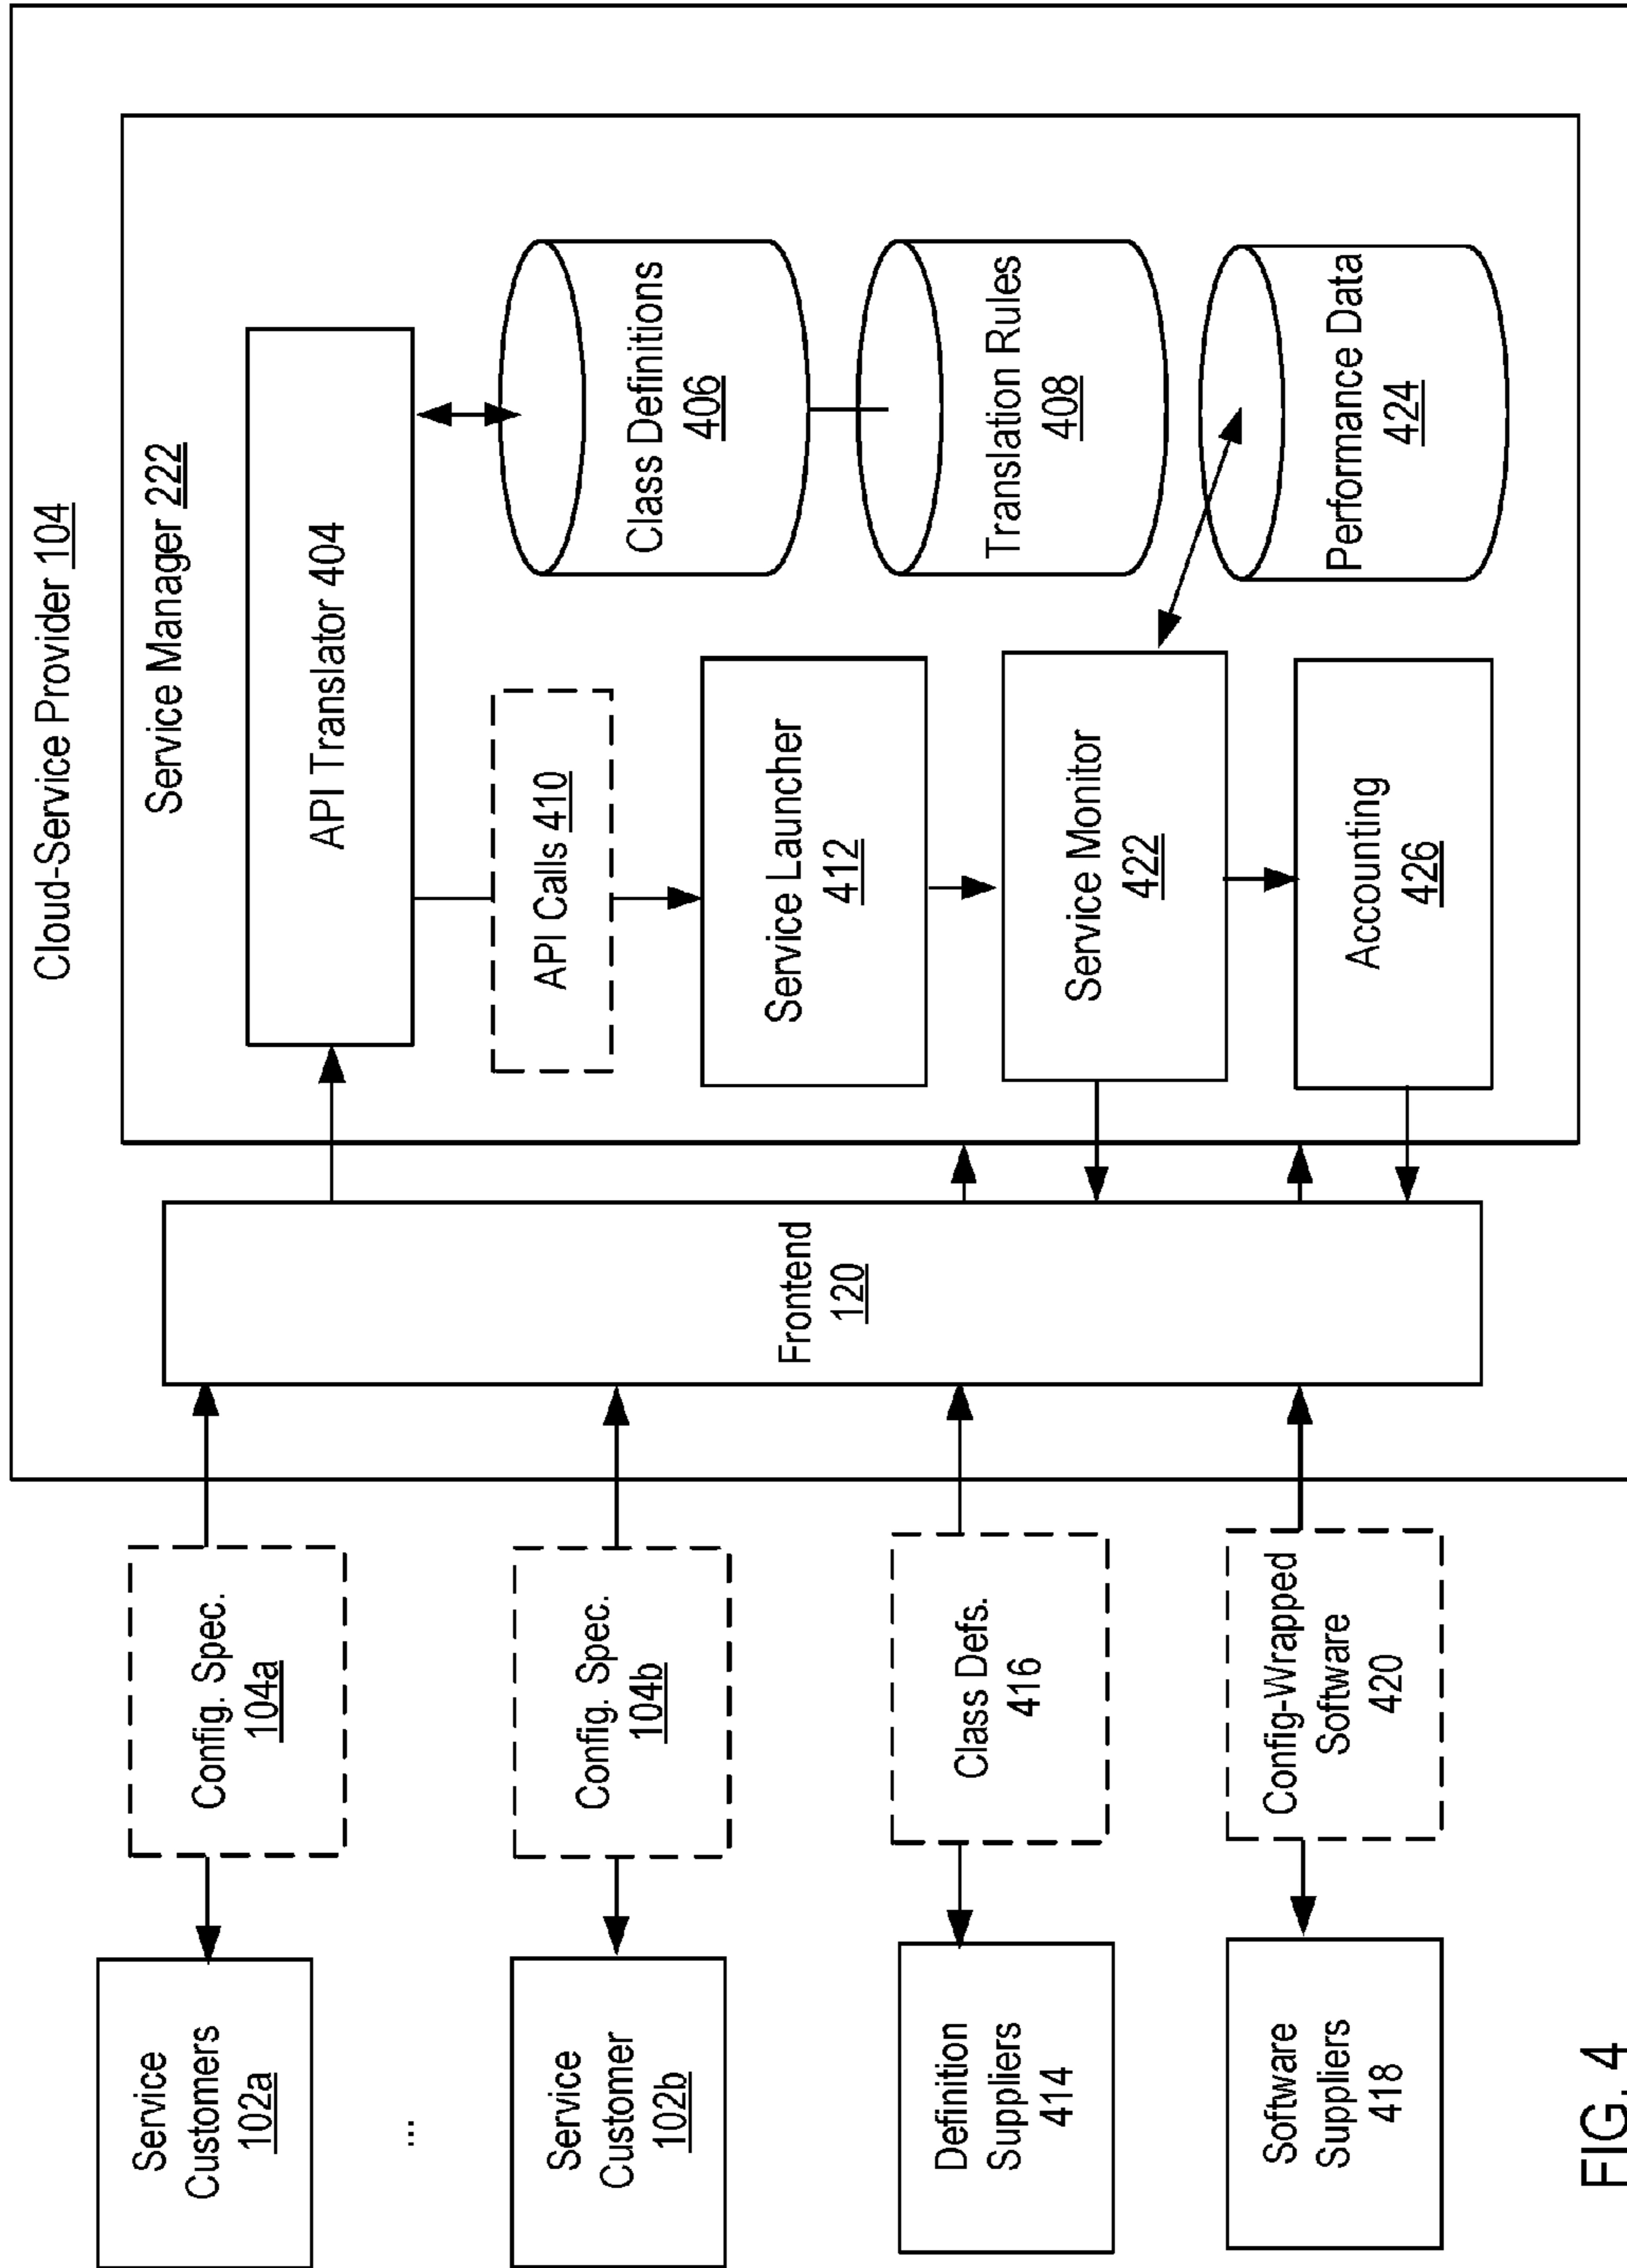 Cloud-Service Provider 104
Service Manager 222
Service
Customers
102a
Config. Spec.
104a
API Translator 404
...
Service
Customer
102b
Config. Spec.
104b
Frontend
120
API Calls 410
Class Definitions
406
Service Launcher
412
Translation Rules
408
Definition
Suppliers
414
Class Defs.
416
Service Monitor
422
Software
Suppliers
418
Config-Wrapped
Software
420
Accounting
426
Performance Data
424
FIG. 4